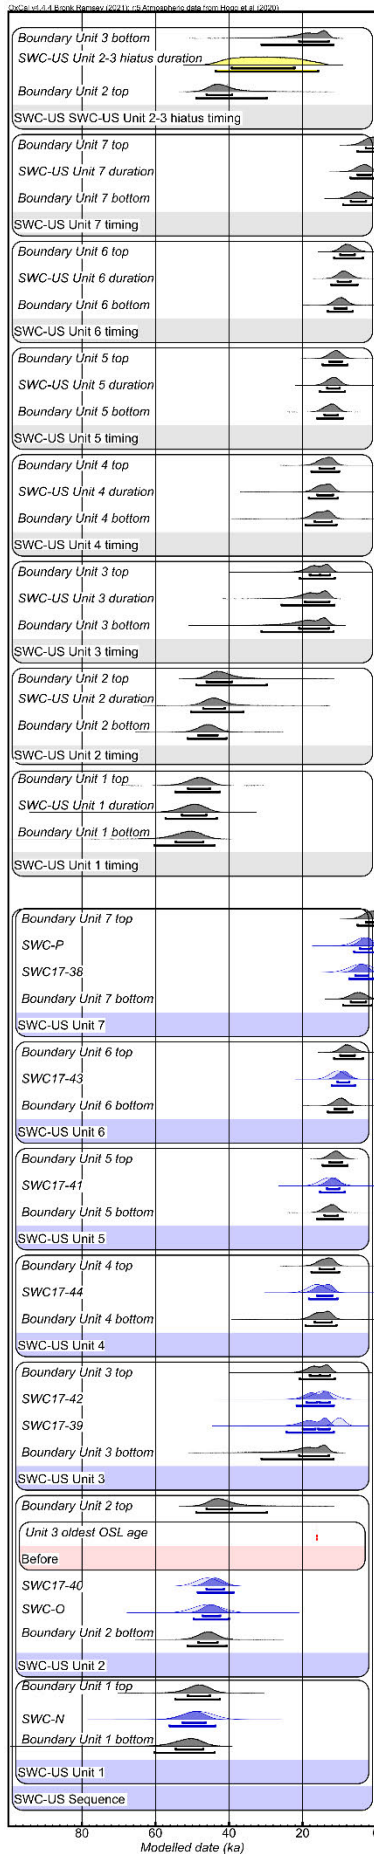 OxCal v4.4.4 Bronk Ramsey (2021); r:5 Atmospheric data from Hogg et al (2020)
Boundary Unit 3 bottom
SWC-US Unit 2-3 hiatus duration
Boundary Unit 2 top
SWC-US SWC-US Unit 2-3 hiatus timing
Boundary Unit 7 top
SWC-US Unit 7 duration
Boundary Unit 7 bottom
SWC-US Unit 7 timing
Boundary Unit 6 top
SWC-US Unit 6 duration
Boundary Unit 6 bottom
SWC-US Unit 6 timing
Boundary Unit 5 top
SWC-US Unit 5 duration
Boundary Unit 5 bottom
SWC-US Unit 5 timing
Boundary Unit 4 top
SWC-US Unit 4 duration
Boundary Unit 4 bottom
SWC-US Unit 4 timing
Boundary Unit 3 top
SWC-US Unit 3 duration
Boundary Unit 3 bottom
SWC-US Unit 3 timing
Boundary Unit 2 top
SWC-US Unit 2 duration
Boundary Unit 2 bottom
SWC-US Unit 2 timing
Boundary Unit 1 top
SWC-US Unit 1 duration
Boundary Unit 1 bottom
SWC-US Unit 1 timing
Boundary Unit 7 top
SWC-P
SWC17-38
Boundary Unit 7 bottom
SWC-US Unit 7
Boundary Unit 6 top
SWC17-43
Boundary Unit 6 bottom
SWC-US Unit 6
Boundary Unit 5 top
SWC17-41
Boundary Unit 5 bottom
SWC-US Unit 5
Boundary Unit 4 top
SWC17-44
Boundary Unit 4 bottom
SWC-US Unit 4
Boundary Unit 3 top
SWC17-42
SWC17-39
Boundary Unit 3 bottom
SWC-US Unit 3
Boundary Unit 2 top
Unit 3 oldest OSL age
Before
SWC17-40
SWC-O
Boundary Unit 2 bottom
SWC-US Unit 2
Boundary Unit 1 top
SWC-N
Boundary Unit 1 bottom
SWC-US Unit 1
SWC-US Sequence
80 60 40 20
Modelled date (ka)